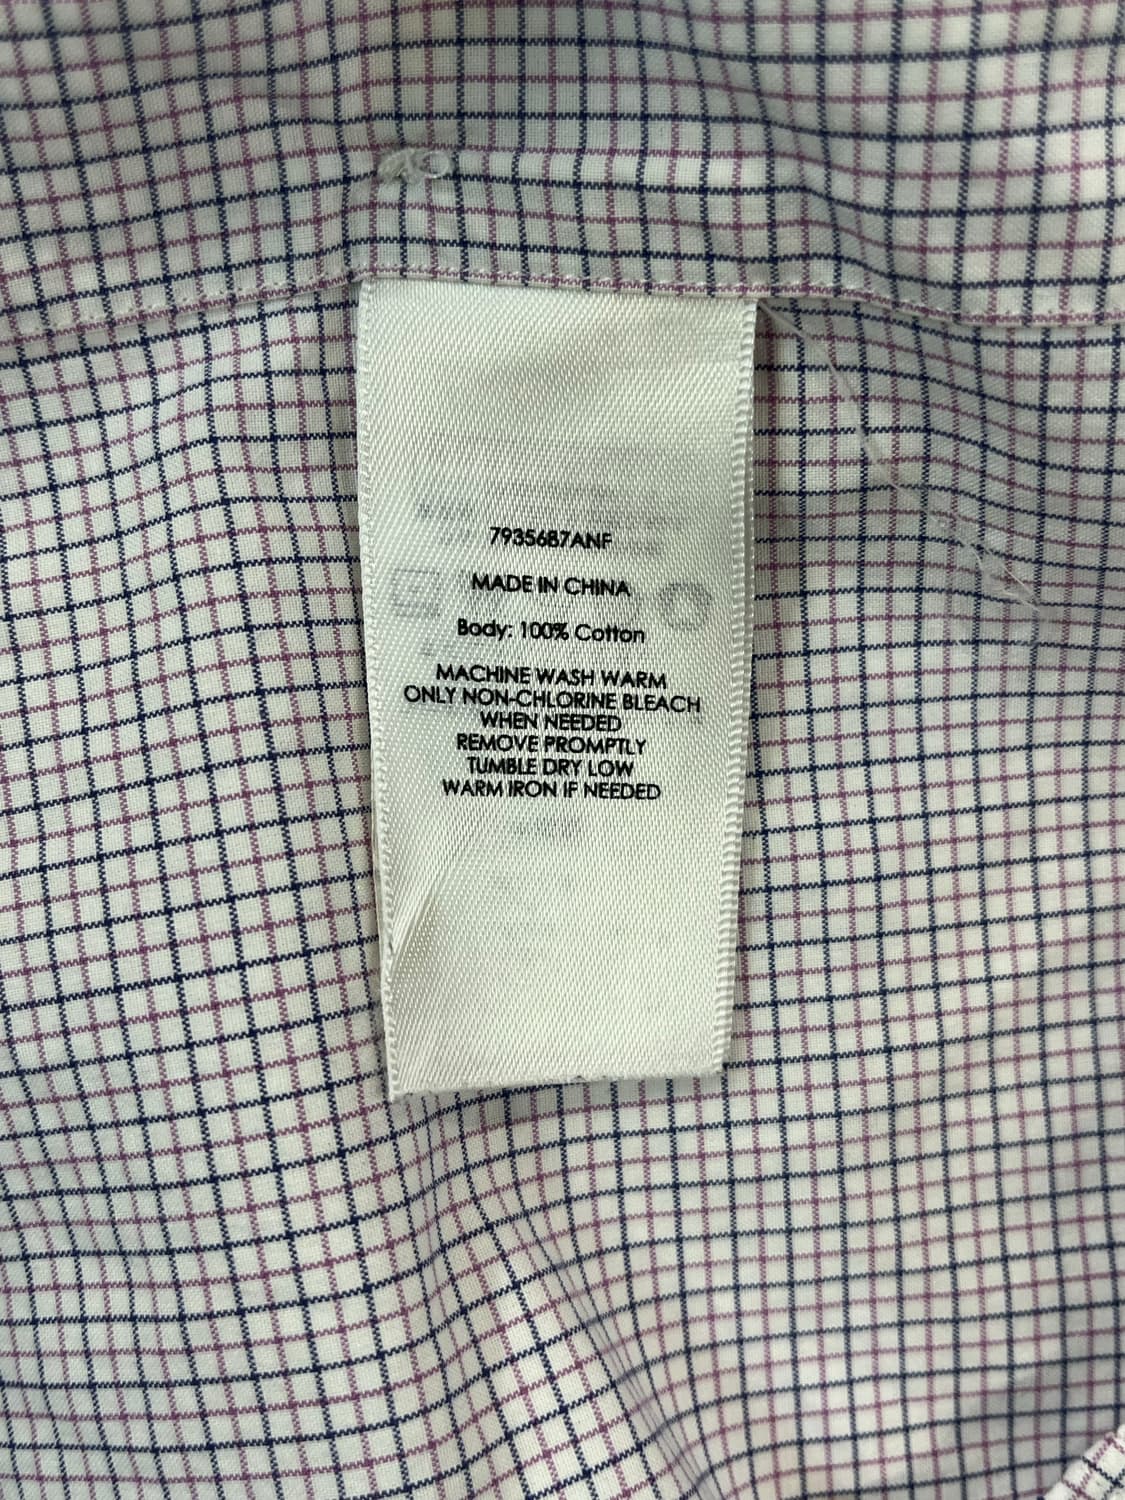 7935687ANF
MADE IN CHINA
Body: 100% Cotton
MACHINE WASH WARM
ONLY NON-CHLORINE BLEACH
WHEN NEEDED
REMOVE PROMPTLY
TUMBLE DRY LOW
WARM IRON IF NEEDED